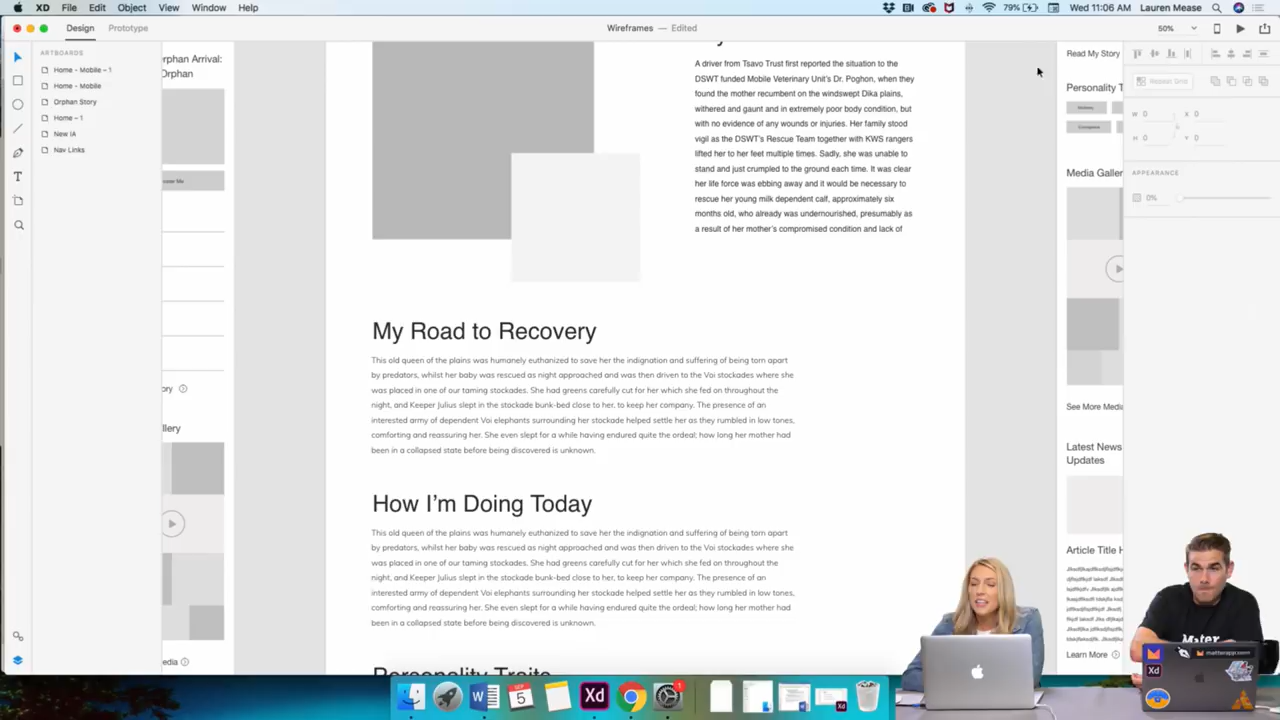 XD File Edit Object View Window Help
79% Wed 11:06 AM Lauren Mease
Design Prototype
Wireframes — Edited
50%
ARTBOARDS
Home - Mobile – 1
Home - Mobile
Orphan Story
Home – 1
New IA
Nav Links
rphan Arrival:
Orphan
ster Me
ory
llery
edia
A driver from Tsavo Trust first reported the situation to the
DSWT funded Mobile Veterinary Unit's Dr. Poghon, when they
found the mother recumbent on the windswept Dika plains,
withered and gaunt and in extremely poor body condition, but
with no evidence of any wounds or injuries. Her family stood
vigil as the DSWT's Rescue Team together with KWS rangers
lifted her to her feet multiple times. Sadly, she was unable to
stand and just crumpled to the ground each time. It was clear
her life force was ebbing away and it would be necessary to
rescue her young milk dependent calf, approximately six
months old, who already was undernourished, presumably as
a result of her mother's compromised condition and lack of
My Road to Recovery
This old queen of the plains was humanely euthanized to save her the indignation and suffering of being torn apart
by predators, whilst her baby was rescued as night approached and was then driven to the Voi stockades where she
was placed in one of our taming stockades. She had greens carefully cut for her which she fed on throughout the
night, and Keeper Julius slept in the stockade bunk-bed close to her, to keep her company. The presence of an
interested army of dependent Voi elephants surrounding her stockade helped settle her as they rumbled in low tones,
comforting and reassuring her. She even slept for a while having endured quite the ordeal; how long her mother had
been in a collapsed state before being discovered is unknown.
How I'm Doing Today
This old queen of the plains was humanely euthanized to save her the indignation and suffering of being torn apart
by predators, whilst her baby was rescued as night approached and was then driven to the Voi stockades where she
was placed in one of our taming stockades. She had greens carefully cut for her which she fed on throughout the
night, and Keeper Julius slept in the stockade bunk-bed close to her, to keep her company. The presence of an
interested army of dependent Voi elephants surrounding her stockade helped settle her as they rumbled in low tones,
comforting and reassuring her. She even slept for a while having endured quite the ordeal; how long her mother had
been in a collapsed state before being discovered is unknown.
Personality Traits
Read My Story
Personality T
Courageous
Media Galler
See More Media
Latest News
Updates
Article Title H
Learn More
Repeat Grid
W 0 X 0
H 0 Y 0
APPEARANCE
0%
SEP
5
Xd
1
Mater
matterapp.com
Xd